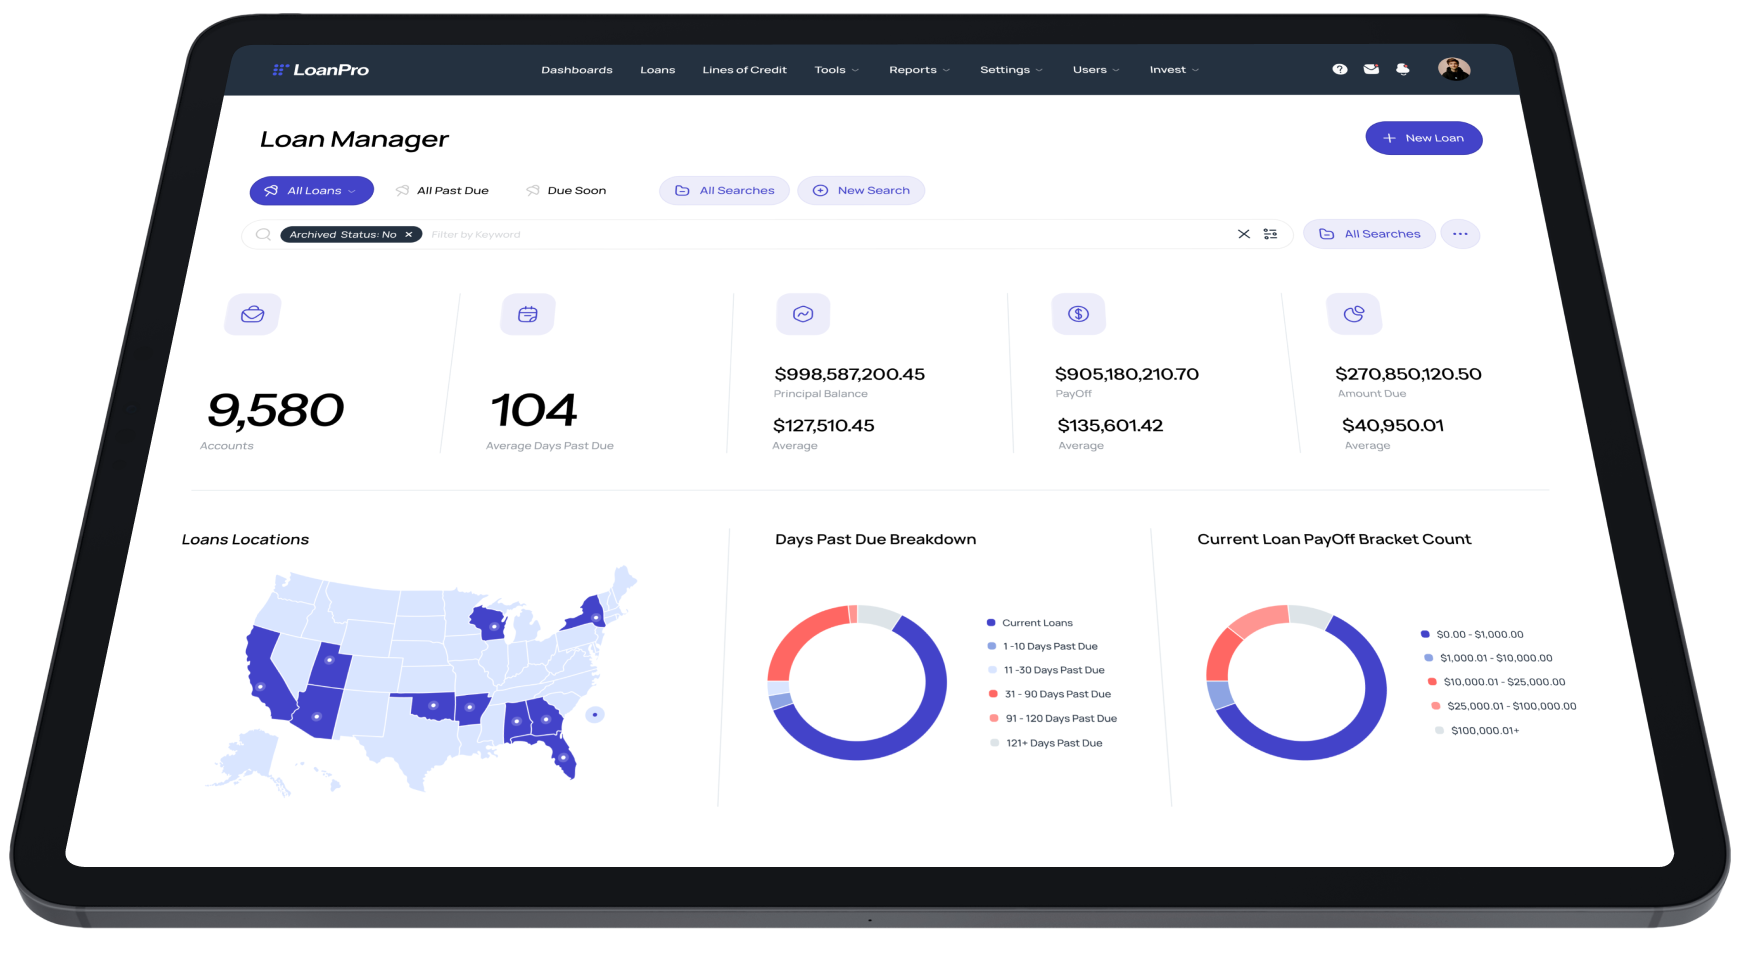 LoanPro
Dashboards Loans Lines of Credit Tools Reports Settings Users Invest
Loan Manager
+ New Loan
All Loans All Past Due Due Soon All Searches New Search
Archived Status: No × Filter by Keyword
All Searches ...
9,580
Accounts
104
Average Days Past Due
$998,587,200.45
Principal Balance
$127,510.45
Average
$905,180,210.70
PayOff
$135,601.42
Average
$270,850,120.50
Amount Due
$40,950.01
Average
Loans Locations
Days Past Due Breakdown
Current Loans
1 -10 Days Past Due
11 -30 Days Past Due
31 - 90 Days Past Due
91 - 120 Days Past Due
121+ Days Past Due
Current Loan PayOff Bracket Count
$0.00 - $1,000.00
$1,000.01 - $10,000.00
$10,000.01 - $25,000.00
$25,000.01 - $100,000.00
$100,000.01+